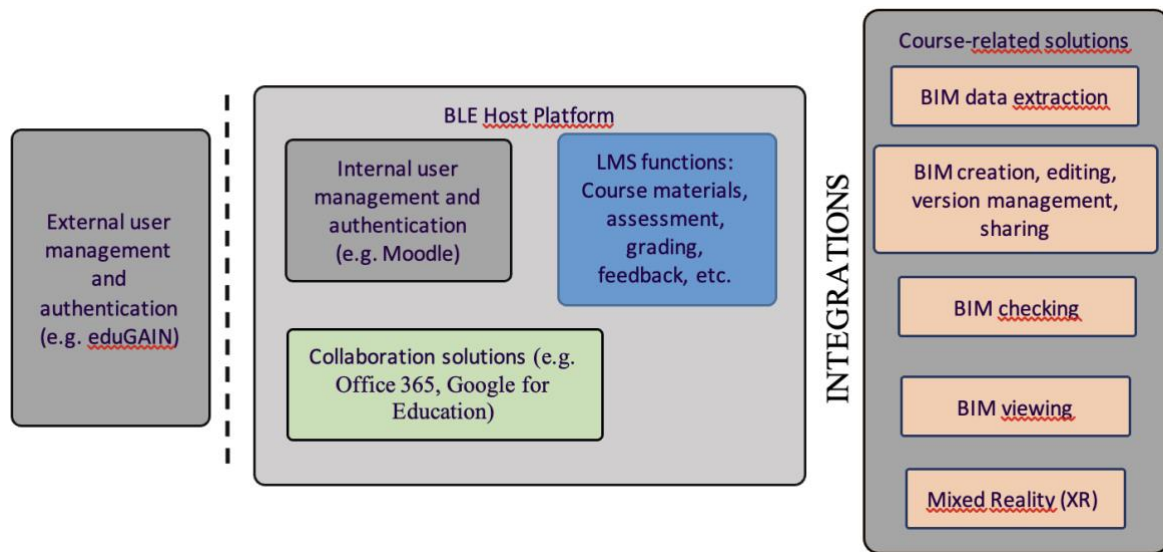 External user
management
and
authentication
(e.g. eduGAIN)
BLE Host Platform
Internal user
management and
authentication
(e.g. Moodle)
LMS functions:
Course materials,
assessment,
grading,
feedback, etc.
Collaboration solutions (e.g.
Office 365, Google for
Education)
INTEGRATIONS
Course-related solutions
BIM data extraction
BIM creation, editing,
version management,
sharing
BIM checking
BIM viewing
Mixed Reality (XR)